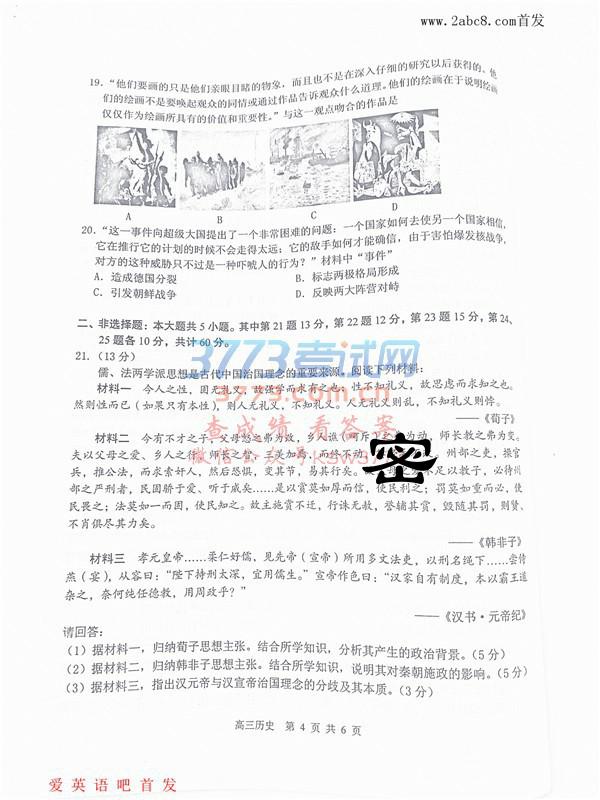 www.2abc8.com首发
19．“他们要画的只是他们亲眼目睹的物象，而且也不是在深入仔细的研究以后获得的、他
们的绘画不是要唤起观众的同情或通过作品告诉观众什么道理。他们的绘画在于说明绘画
仅仅作为绘画所具有的价值和重要性。”与这一观点吻合的作品是
A B C D
20．“这一事件向超级大国提出了一个非常困难的问题：一个国家如何去使另一个国家相信，
它在推行它的计划的时候不会走得太远；它的敌手如何才能确信，由于害怕爆发核战争，
对方的这种威胁只不过是一种吓唬人的行为？”材料中“事件”
A．造成德国分裂 B．标志两极格局形成
C．引发朝鲜战争 D．反映两大阵营对峙
二、非选择题：本大题共5小题。其中第21题13分，第22题12分，第23题15分，第24、
25题各10分，共计60分。
21．（13分）
儒、法两学派思想是古代中国治国理念的重要来源。阅读下列材料：
材料一 今人之性，固无礼义，故强学而求有之也；性不知礼义，故思虑而求知之也。
然则性而已（如果只有本性），则人无礼义，不知礼义。人无礼义则乱，不知礼义则悖。
——《荀子》
材料二 今有不才之子，父母怒之弗为改，乡人谯之弗为动，师长教之弗为变。
夫以父母之爱、乡人之行、师长之智，三美加焉，而终不动，州部之吏，操官
兵，推公法，而求索奸人，然后恐惧，变其节，易其行矣。不足以教子，必待州
部之严刑者，民固骄于爱、听于威矣……是以赏莫如厚而信，使民利之；罚莫如重而必，使
民畏之；法莫如一而固，使民知之。故主施赏不迁，行诛无赦，誉辅其赏，毁随其罚，则贤、
不肖俱尽其力矣。
——《韩非子》
材料三 孝元皇帝……柔仁好儒，见先帝（宣帝）所用多文法吏，以刑名绳下……尝侍
燕（宴），从容曰：“陛下持刑太深，宜用儒生。”宣帝作色曰：“汉家自有制度，本以霸王道
杂之，奈何纯任德教，用周政乎？”
——《汉书·元帝纪》
请回答：
（1）据材料一，归纳荀子思想主张。结合所学知识，分析其产生的政治背景。（5分）
（2）据材料二，归纳韩非子思想主张。结合所学知识，说明其对秦朝施政的影响。（5分）
（3）据材料三，指出汉元帝与汉宣帝治国理念的分歧及其本质。（3分）
高三历史 第4页共6页
爱英语吧首发
3773考试网
www.3773.com.cn
查成绩 看答案
密